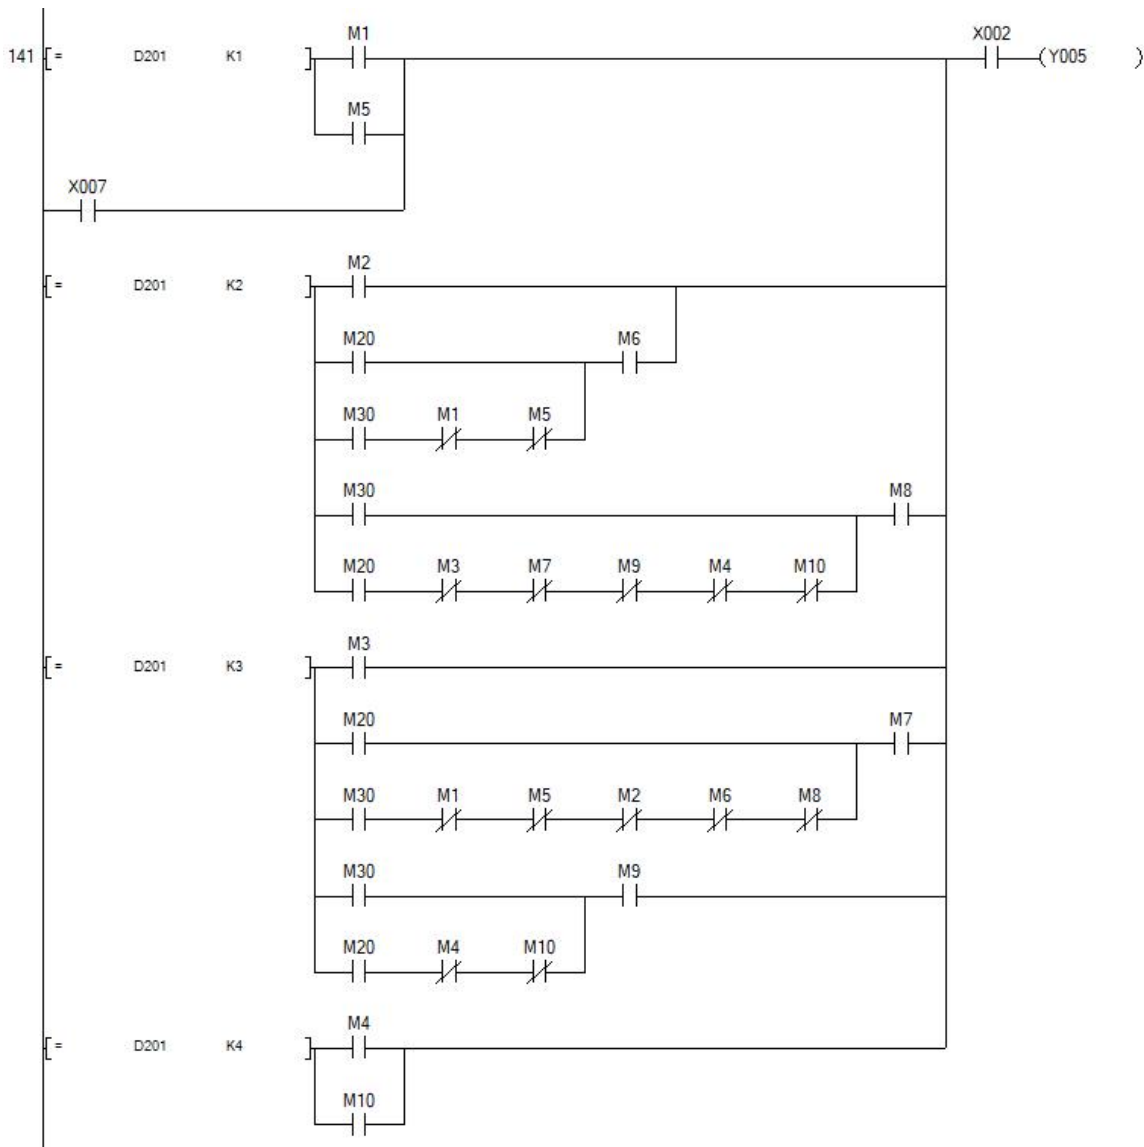 M1 X002
141 [= D201 K1 ] (Y005 )
M5
X007
M2
[= D201 K2 ]
M20 M6
M30 M1 M5
M30 M8
M20 M3 M7 M9 M4 M10
M3
[= D201 K3 ]
M20 M7
M30 M1 M5 M2 M6 M8
M30 M9
M20 M4 M10
M4
[= D201 K4 ]
M10